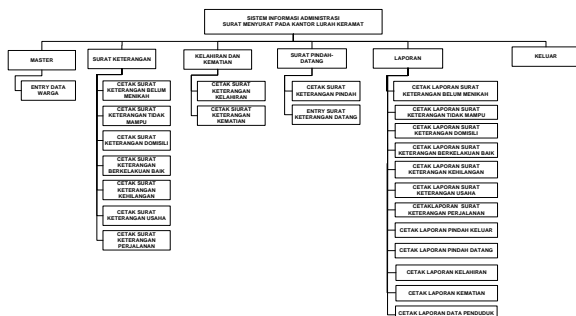 SISTEM INFORMASI ADMINISTRASI
SURAT MENYURAT PADA KANTOR LURAH KERAMAT
MASTER
ENTRY DATA
WARGA
SURAT KETERANGAN
CETAK SURAT
KETERANGAN BELUM
MENIKAH
CETAK SURAT
KETERANGAN TIDAK
MAMPU
CETAK SURAT
KETERANGAN DOMISILI
CETAK SURAT
KETERANGAN
BERKELAKUAN BAIK
CETAK SURAT
KETERANGAN
KEHILANGAN
CETAK SURAT
KETERANGAN USAHA
CETAK SURAT
KETERANGAN
PERJALANAN
KELAHIRAN DAN
KEMATIAN
CETAK SURAT
KETERANGAN
KELAHIRAN
CETAK SIURAT
KETERANGAN
KEMATIAN
SURAT PINDAH-
DATANG
CETAK SURAT
KETERANGAN PINDAH
ENTRY SURAT
KETERANGAN DATANG
LAPORAN
CETAK LAPORAN SURAT
KETERANGAN BELUM MENIKAH
CETAK LAPORAN SURAT
KETERANGAN TIDAK MAMPU
CETAK LAPORAN SURAT
KETERANGAN DOMISILI
CETAK LAPORAN SURAT
KETERANGAN BERKELAKUAN BAIK
CETAK LAPORAN SURAT
KETERANGAN KEHILANGAN
CETAK LAPORAN SURAT
KETERANGAN USAHA
CETAKLAPORAN SURAT
KETERANGAN PERJALANAN
CETAK LAPORAN PINDAH KELUAR
CETAK LAPORAN PINDAH DATANG
CETAK LAPORAN KELAHIRAN
CETAK LAPORAN KEMATIAN
CETAK LAPORAN DATA PENDUDUK
KELUAR